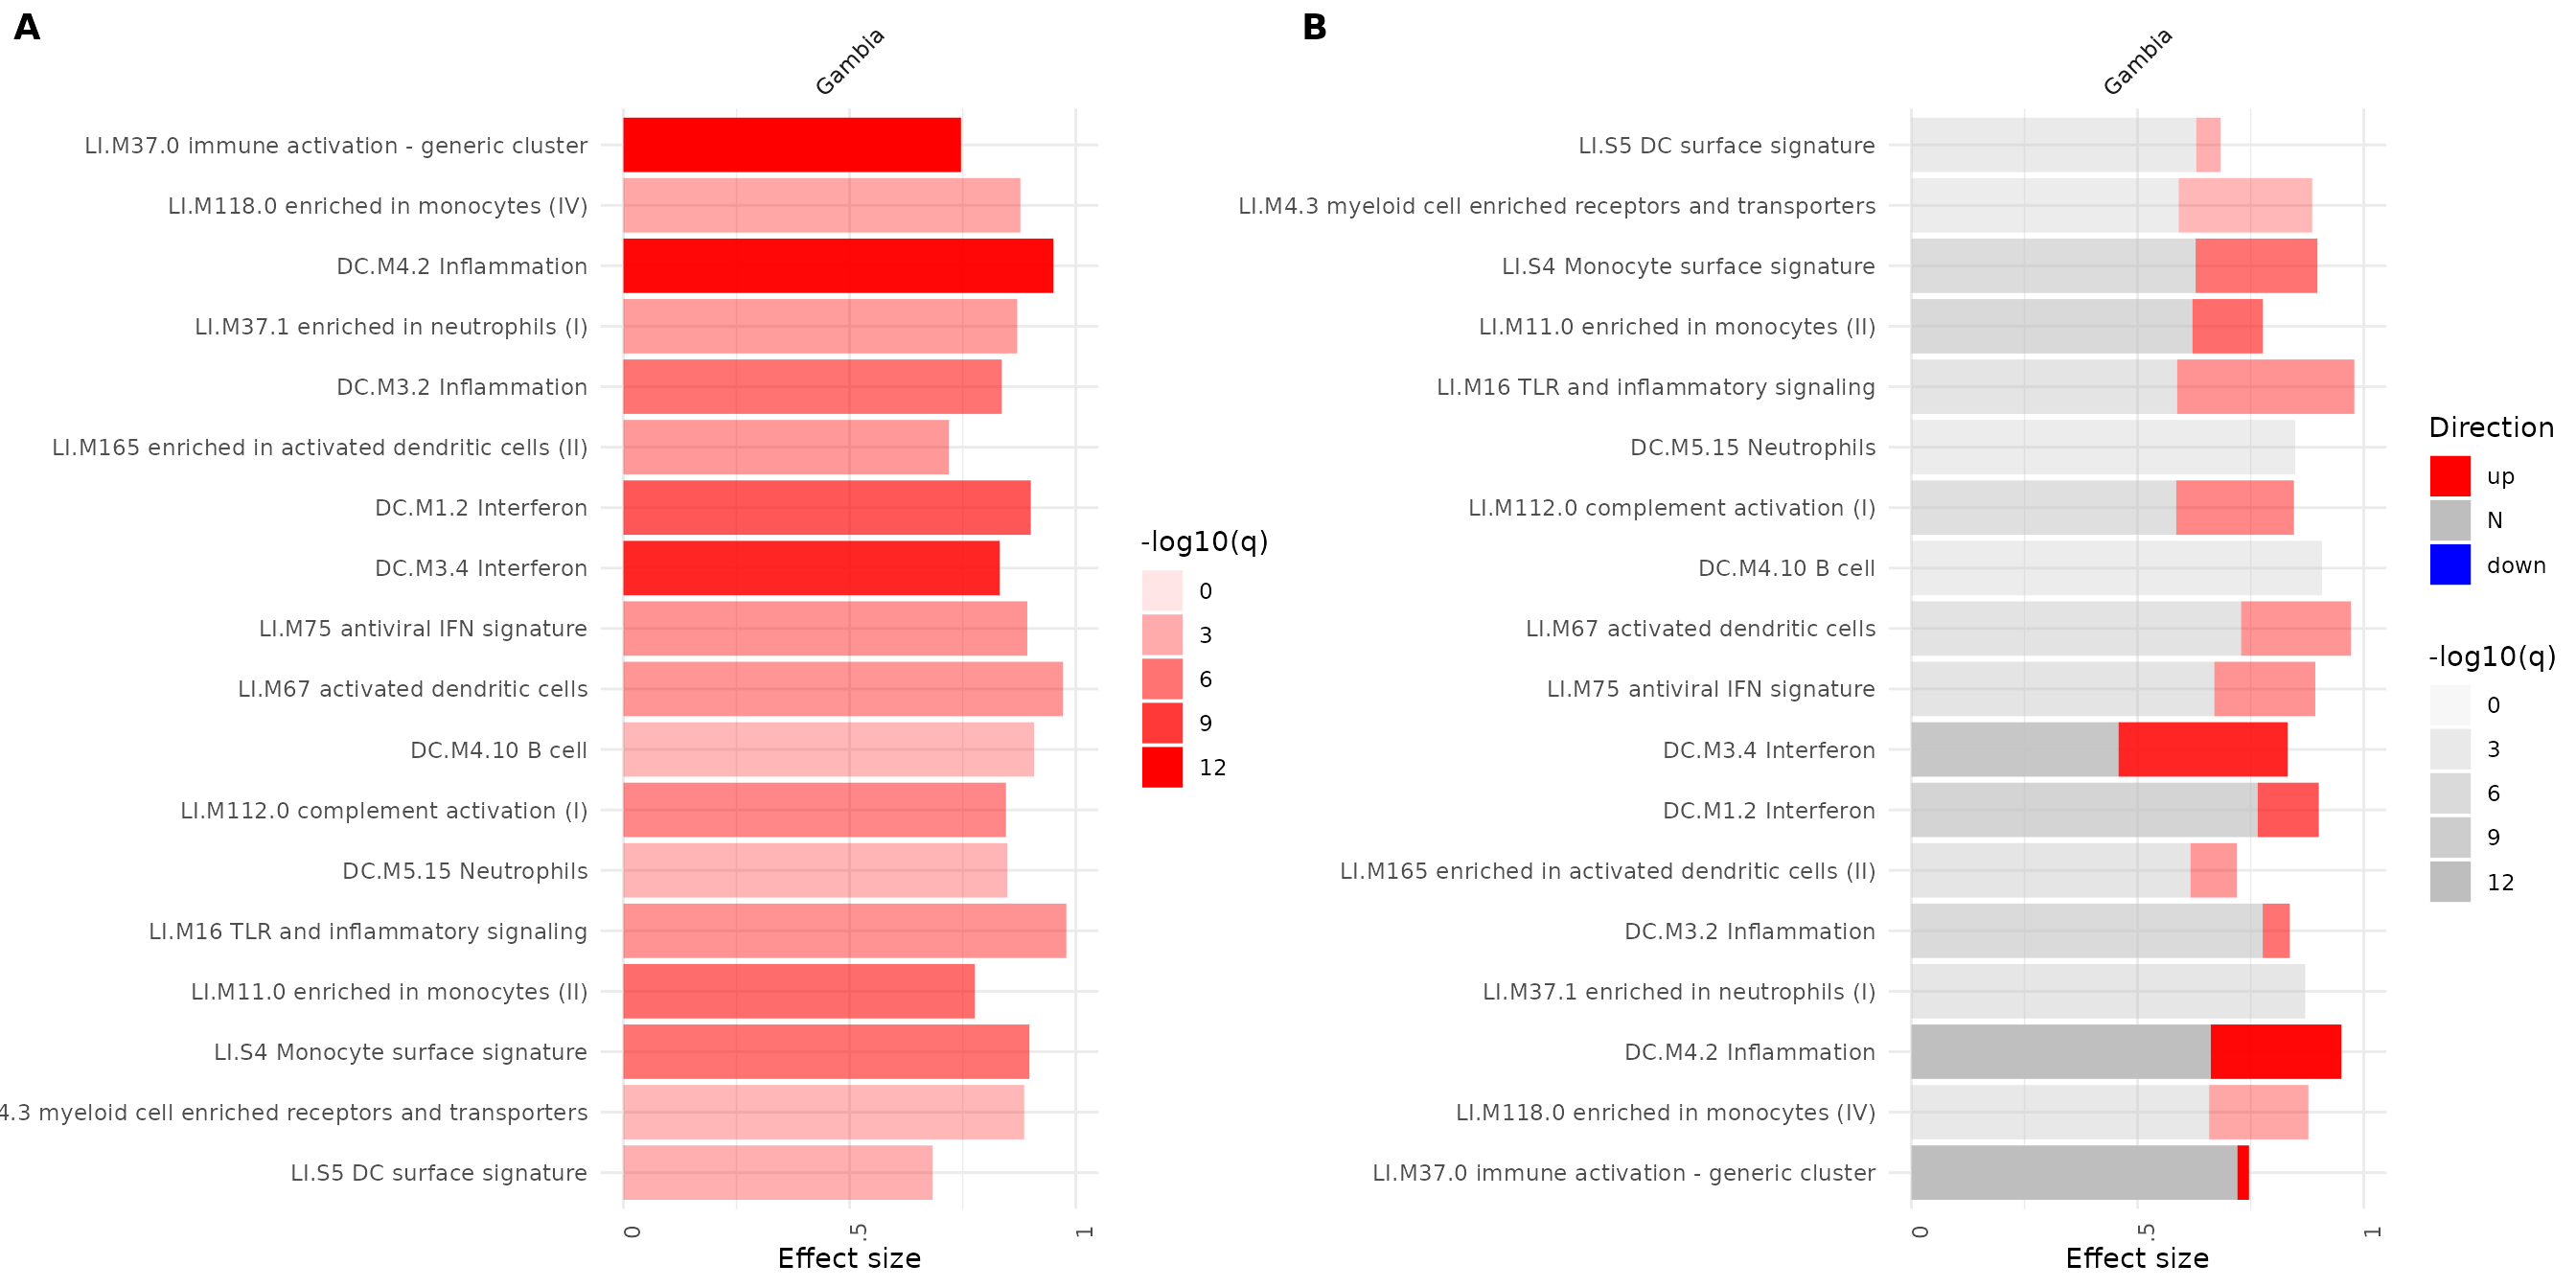 A
Gambia
LI.M37.0 immune activation - generic cluster
LI.M118.0 enriched in monocytes (IV)
DC.M4.2 Inflammation
LI.M37.1 enriched in neutrophils (I)
DC.M3.2 Inflammation
LI.M165 enriched in activated dendritic cells (II)
DC.M1.2 Interferon
DC.M3.4 Interferon
LI.M75 antiviral IFN signature
LI.M67 activated dendritic cells
DC.M4.10 B cell
LI.M112.0 complement activation (I)
DC.M5.15 Neutrophils
LI.M16 TLR and inflammatory signaling
LI.M11.0 enriched in monocytes (II)
LI.S4 Monocyte surface signature
4.3 myeloid cell enriched receptors and transporters
LI.S5 DC surface signature
0 .5 1
Effect size
-log10(q)
0
3
6
9
12
B
Gambia
LI.S5 DC surface signature
LI.M4.3 myeloid cell enriched receptors and transporters
LI.S4 Monocyte surface signature
LI.M11.0 enriched in monocytes (II)
LI.M16 TLR and inflammatory signaling
DC.M5.15 Neutrophils
LI.M112.0 complement activation (I)
DC.M4.10 B cell
LI.M67 activated dendritic cells
LI.M75 antiviral IFN signature
DC.M3.4 Interferon
DC.M1.2 Interferon
LI.M165 enriched in activated dendritic cells (II)
DC.M3.2 Inflammation
LI.M37.1 enriched in neutrophils (I)
DC.M4.2 Inflammation
LI.M118.0 enriched in monocytes (IV)
LI.M37.0 immune activation - generic cluster
0 .5 1
Effect size
Direction
up
N
down
-log10(q)
0
3
6
9
12